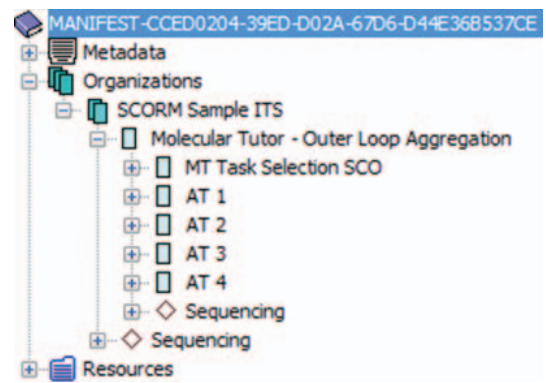 MANIFEST-CCED0204-39ED-D02A-67D6-D44E36B537CE
Metadata
Organizations
SCORM Sample ITS
Molecular Tutor - Outer Loop Aggregation
MT Task Selection SCO
AT 1
AT 2
AT 3
AT 4
Sequencing
Sequencing
Resources